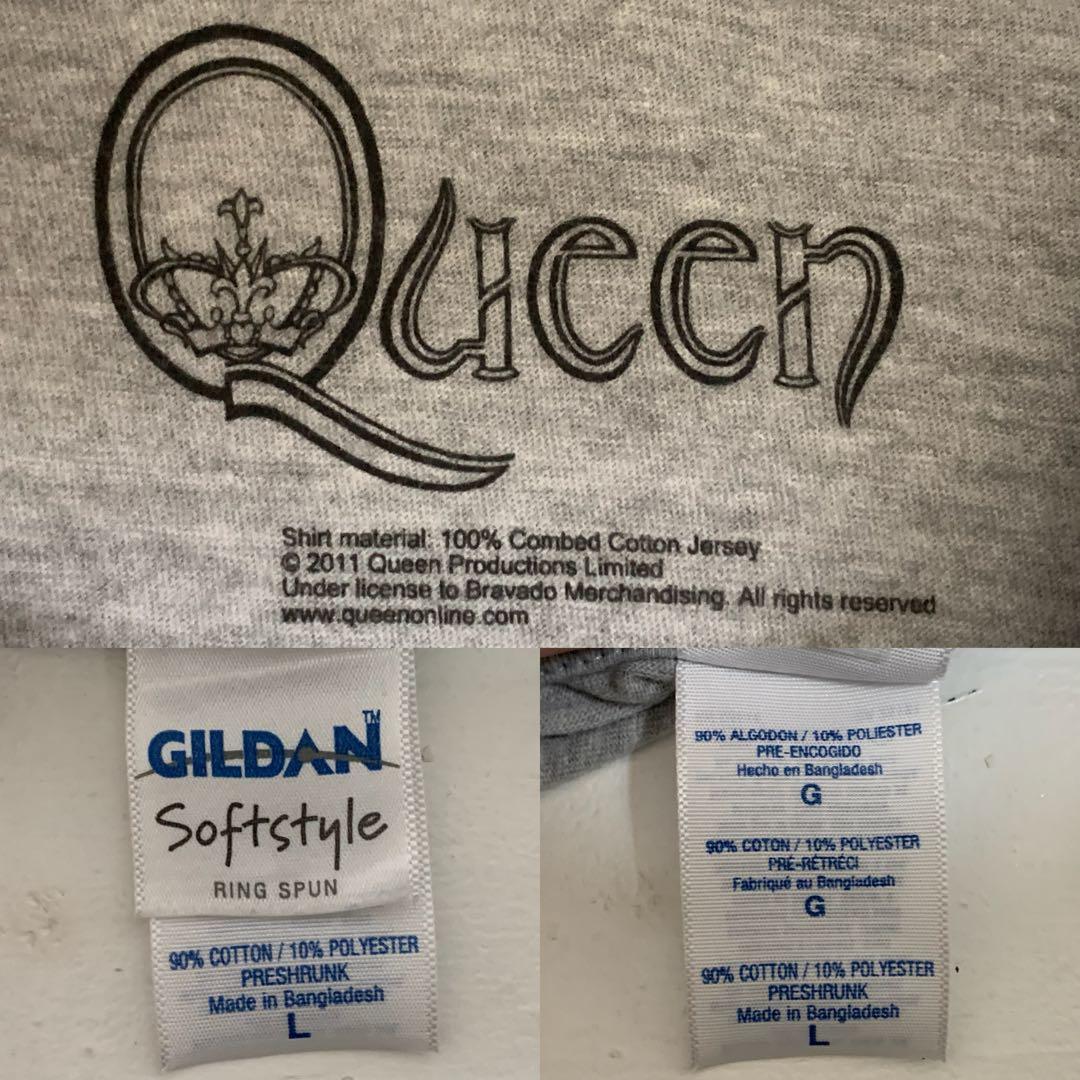 Queen
Shirt material: 100% Combed Cotton Jersey
© 2011 Queen Productions Limited
Under license to Bravado Merchandising. All rights reserved
www.queenonline.com
GILDAN™
Softstyle
RING SPUN
90% COTTON / 10% POLYESTER
PRESHRUNK
Made in Bangladesh
L
90% ALGODON / 10% POLIESTER
PRE-ENCOGIDO
Hecho en Bangladesh
G
90% COTON / 10% POLYESTER
PRÉ-RÉTRÉCI
Fabriqué au Bangladesh
G
90% COTTON / 10% POLYESTER
PRESHRUNK
Made in Bangladesh
L